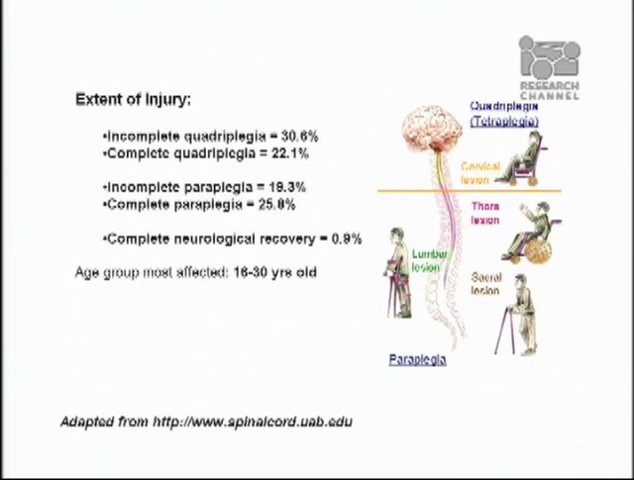 RESEARCH
CHANNEL
Extent of Injury:
•Incomplete quadriplegia = 30.6%
•Complete quadriplegia = 22.1%
•Incomplete paraplegia = 19.3%
•Complete paraplegia = 25.8%
•Complete neurological recovery = 0.9%
Age group most affected: 16-30 yrs old
Quadriplegia
(Tetraplegia)
Cervical
lesion
Thora
lesion
Lumbar
lesion
Sacral
lesion
Paraplegia
Adapted from http://www.spinalcord.uab.edu